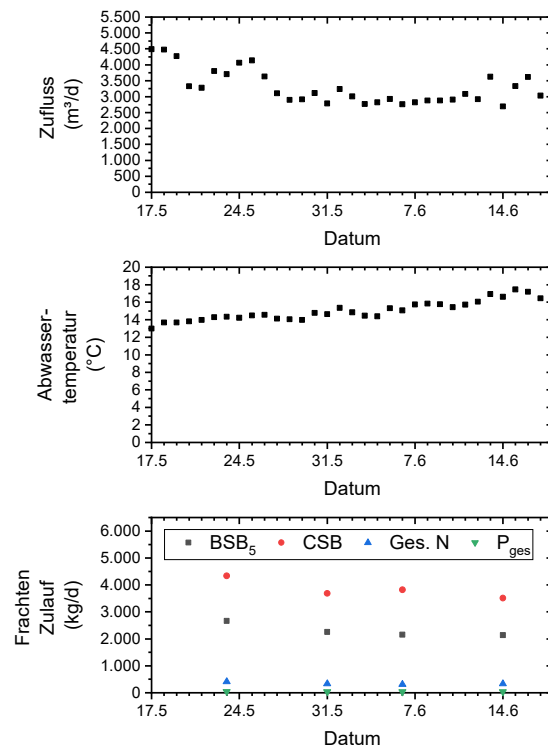 5.500
5.000
4.500
4.000
3.500
3.000
2.500
2.000
1.500
1.000
500
0
Zufluss
(m³/d)
17.5 24.5 31.5 7.6 14.6
Datum
20
18
16
14
12
10
8
6
4
2
0
Abwasser-
temperatur
(°C)
17.5 24.5 31.5 7.6 14.6
Datum
6.000
5.000
4.000
3.000
2.000
1.000
0
Frachten
Zulauf
(kg/d)
BSB₅ CSB Ges. N P_ges
17.5 24.5 31.5 7.6 14.6
Datum